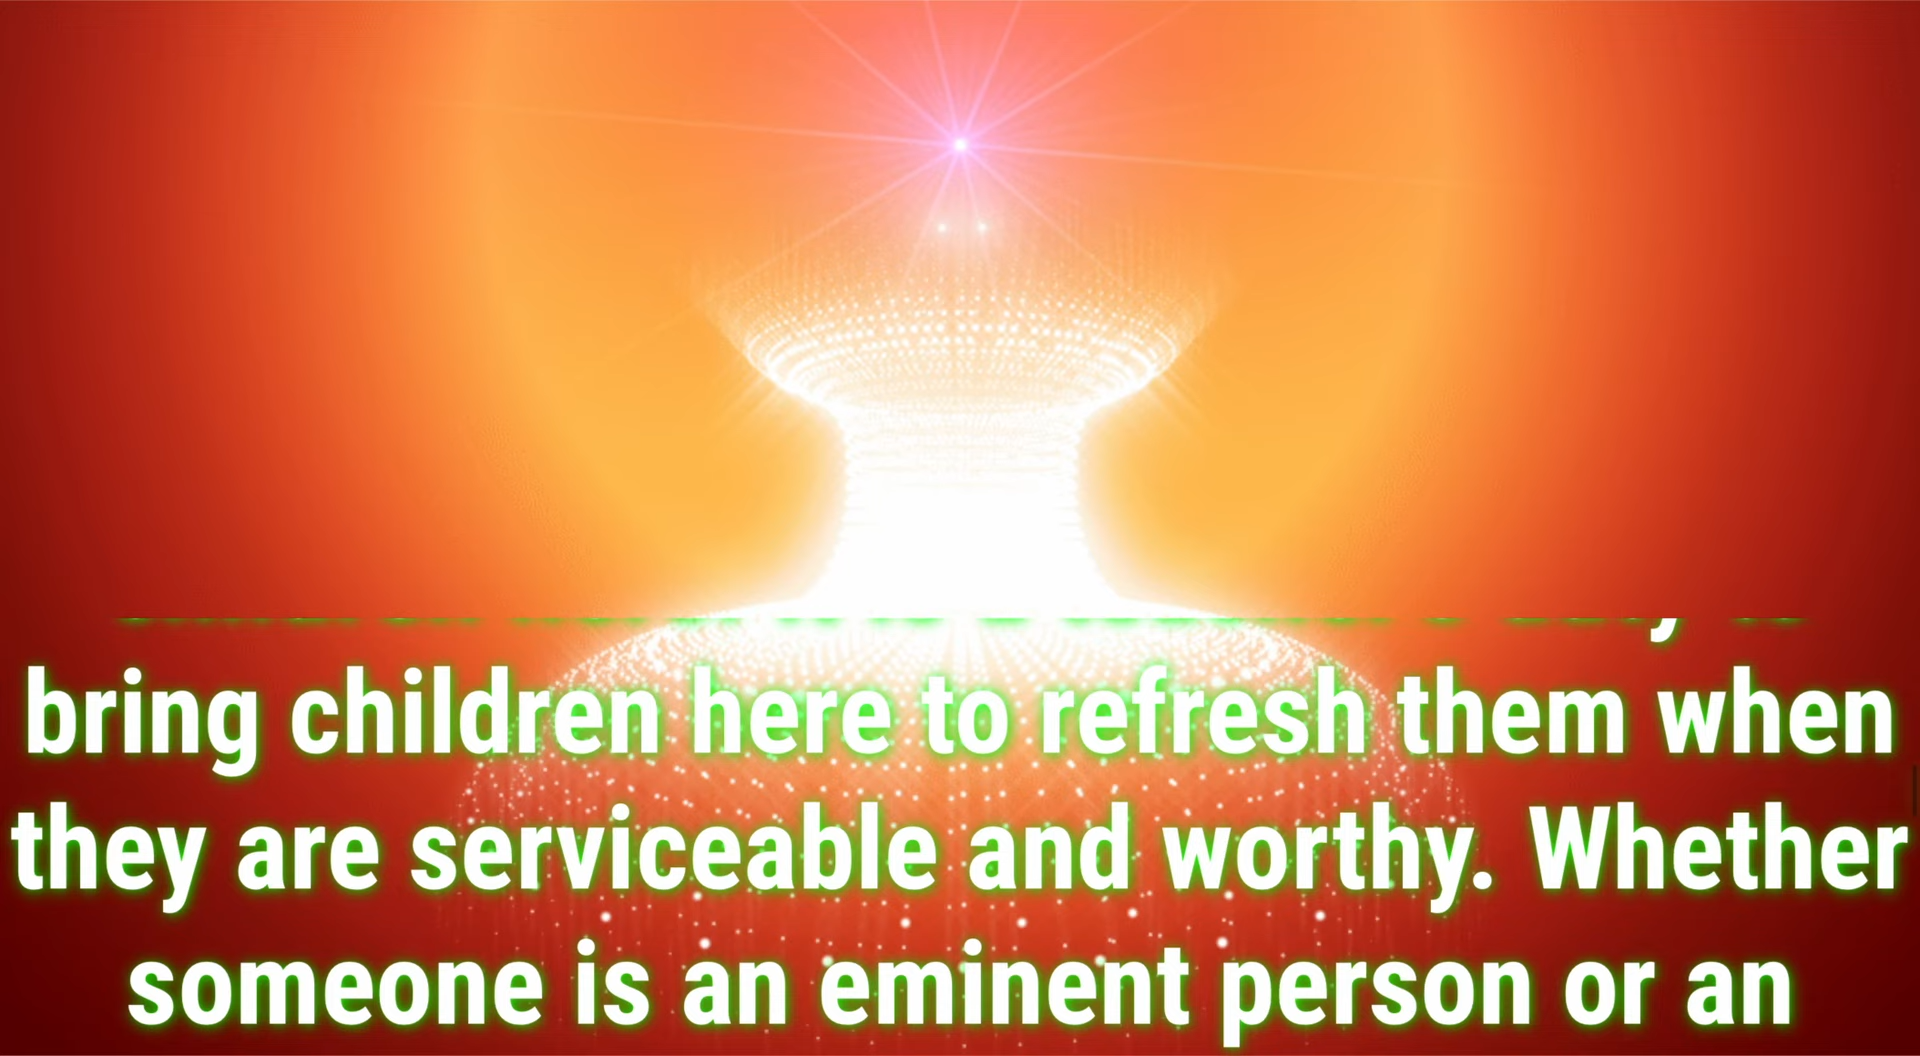 bring children here to refresh them when
they are serviceable and worthy. Whether
someone is an eminent person or an